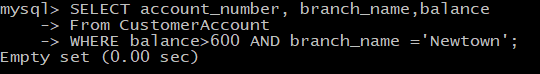 mysql> SELECT account_number, branch_name,balance
-> From CustomerAccount
-> WHERE balance>600 AND branch_name ='Newtown';
Empty set (0.00 sec)